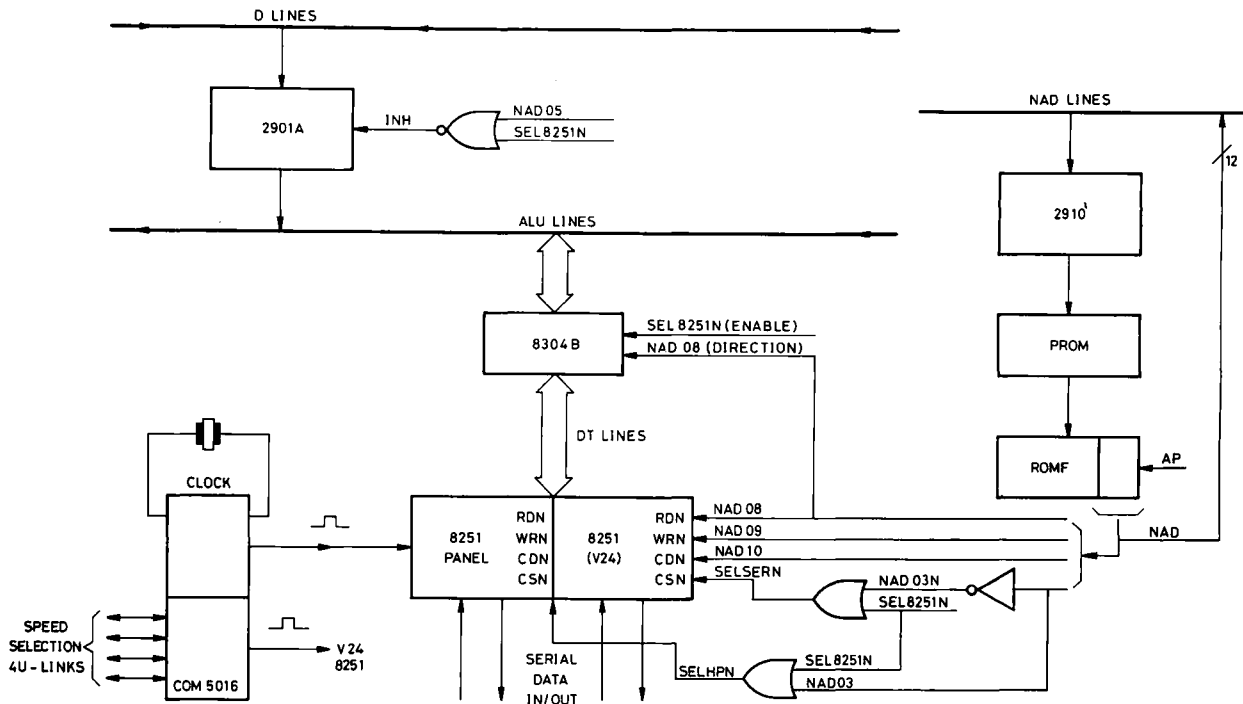 D LINES
2901A
INH
NAD 05
SEL8251N
NAD LINES
12
2910
ALU LINES
8304B
SEL 8251N (ENABLE)
NAD 08 (DIRECTION)
PROM
DT LINES
ROMF
AP
CLOCK
NAD
8251 PANEL
RDN
WRN
CDN
CSN
8251 (V24)
RDN
WRN
CDN
CSN
NAD 08
NAD 09
NAD 10
SELSERN
NAD 03N
SEL8251N
SPEED
SELECTION
4U-LINKS
COM 5016
V24
8251
SERIAL
DATA
IN/OUT
SELHPN
SEL8251N
NAD03